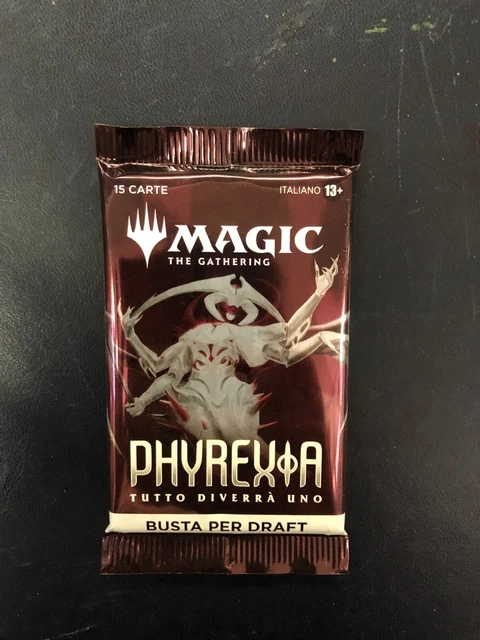 15 CARTE
ITALIANO 13+
MAGIC
THE GATHERING
PHYREXIA
TUTTO DIVERRÀ UNO
BUSTA PER DRAFT